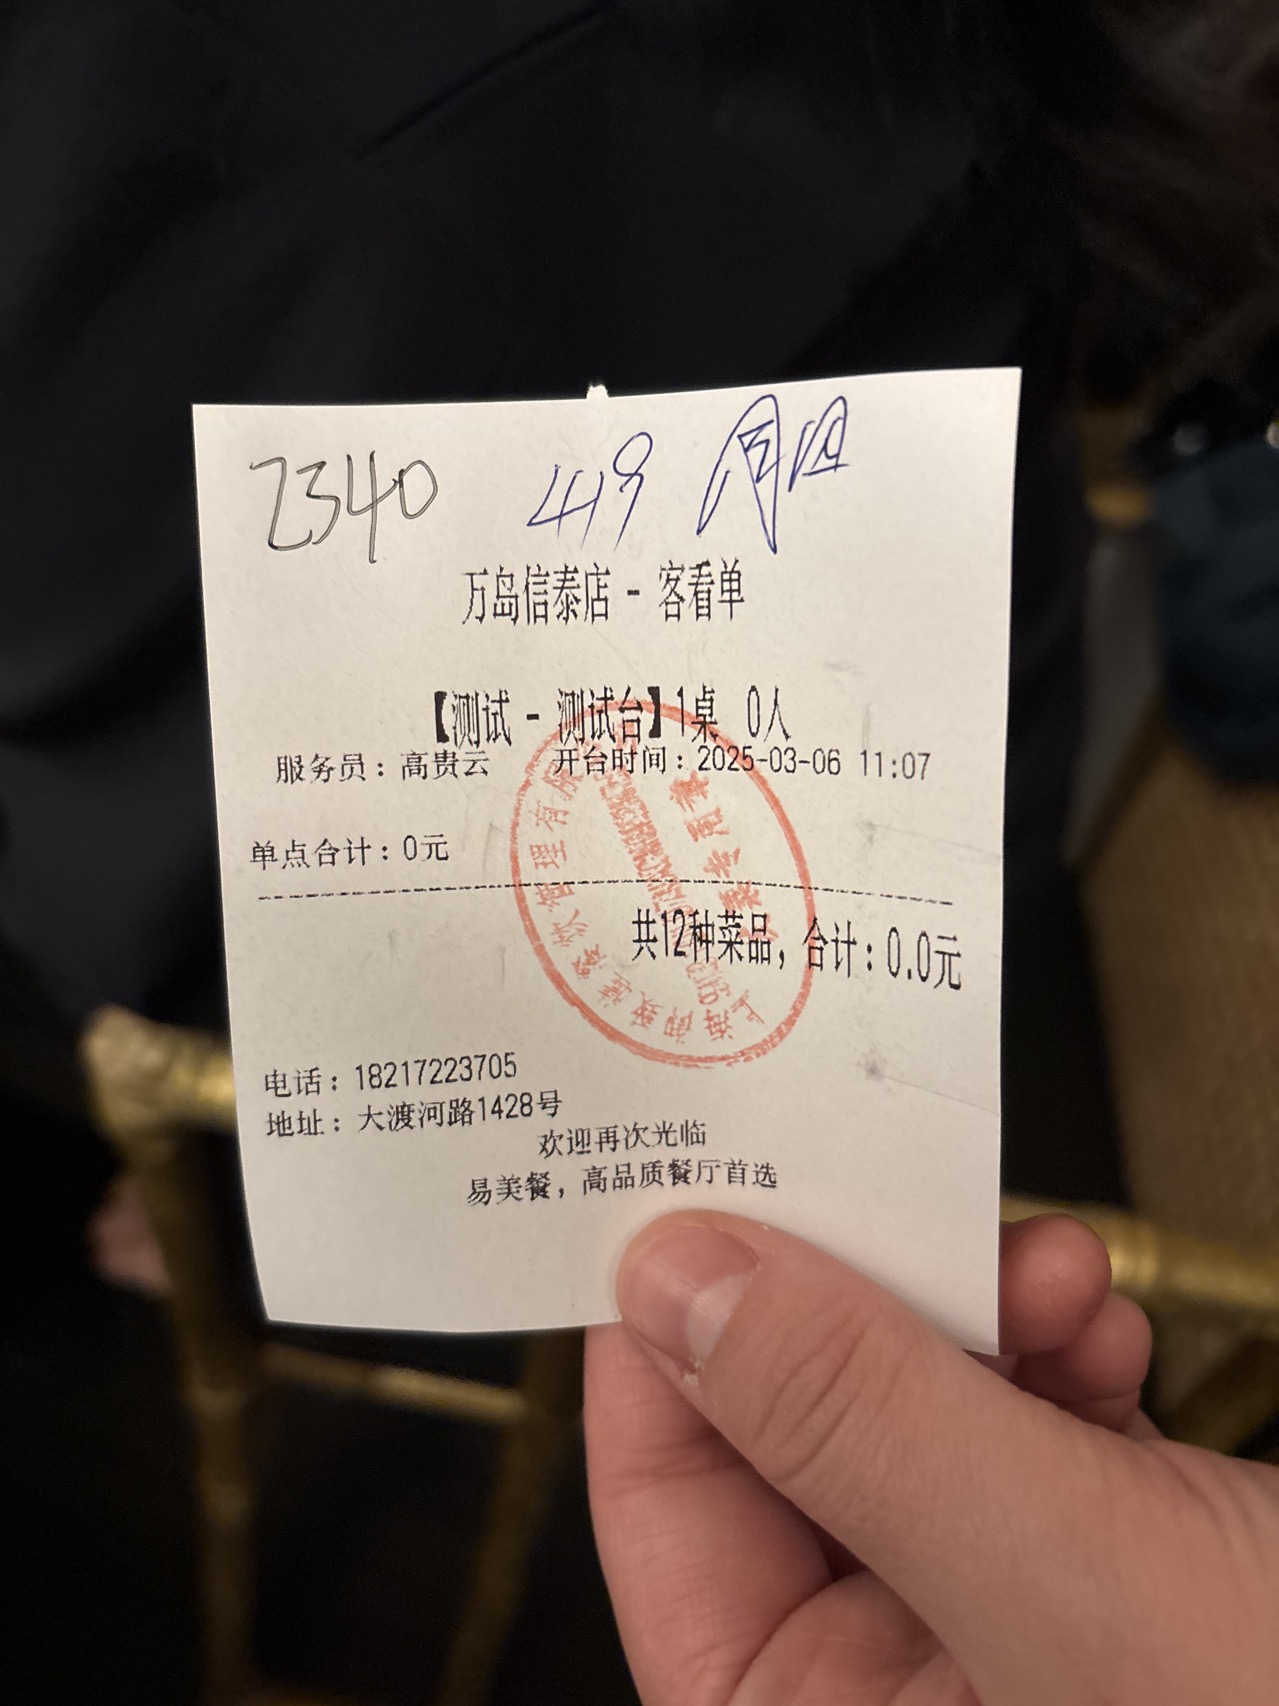 2340 419
万岛信泰店 - 客看单
【测试 - 测试台】1桌 0人
服务员：高贵云 开台时间：2025-03-06 11:07
单点合计：0元
共12种菜品，合计：0.0元
电话：18217223705
地址：大渡河路1428号
欢迎再次光临
易美餐，高品质餐厅首选